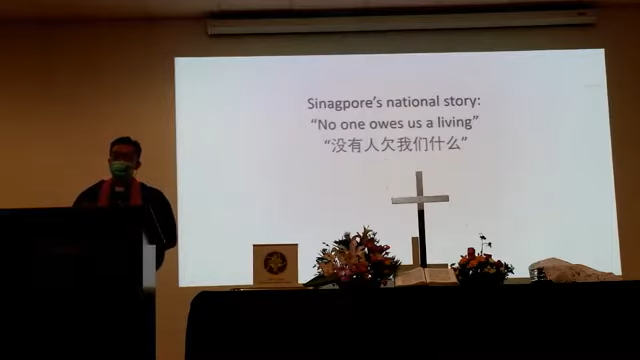 Sinagpore’s national story:
“No one owes us a living”
“没有人欠我们什么”